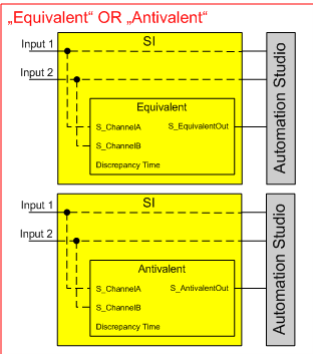 „Equivalent“ OR „Antivalent“
SI
Input 1
Input 2
Equivalent
S_ChannelA
S_EquivalentOut
S_ChannelB
Discrepancy Time
Automation Studio
SI
Input 1
Input 2
Antivalent
S_ChannelA
S_AntivalentOut
S_ChannelB
Discrepancy Time
Automation Studio